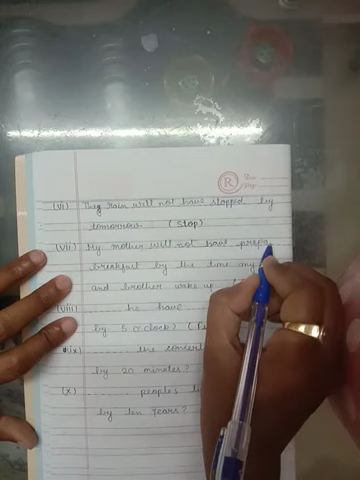 (vi) They rain will not have stopped by
tomorrow. (stop)
(vii) My mother will not have prepa
breakfast by the time my
and brother wake up
(viii) he have
by 5 o'clock?
(ix) the concert
by 20 minutes?
(x) peoples
by ten years?
R